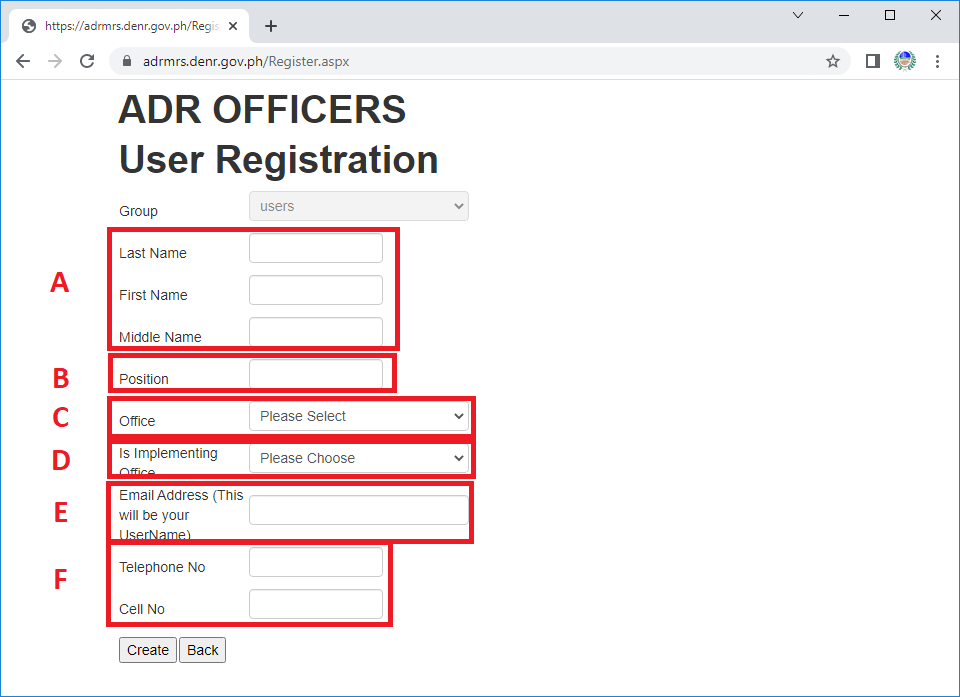 https://adrmrs.denr.gov.ph/Regis
adrmrs.denr.gov.ph/Register.aspx
ADR OFFICERS
User Registration
Group users
Last Name
A
First Name
Middle Name
B Position
C Office Please Select
D Is Implementing Please Choose
Office
Email Address (This
E will be your
UserName)
Telephone No
F
Cell No
Create Back